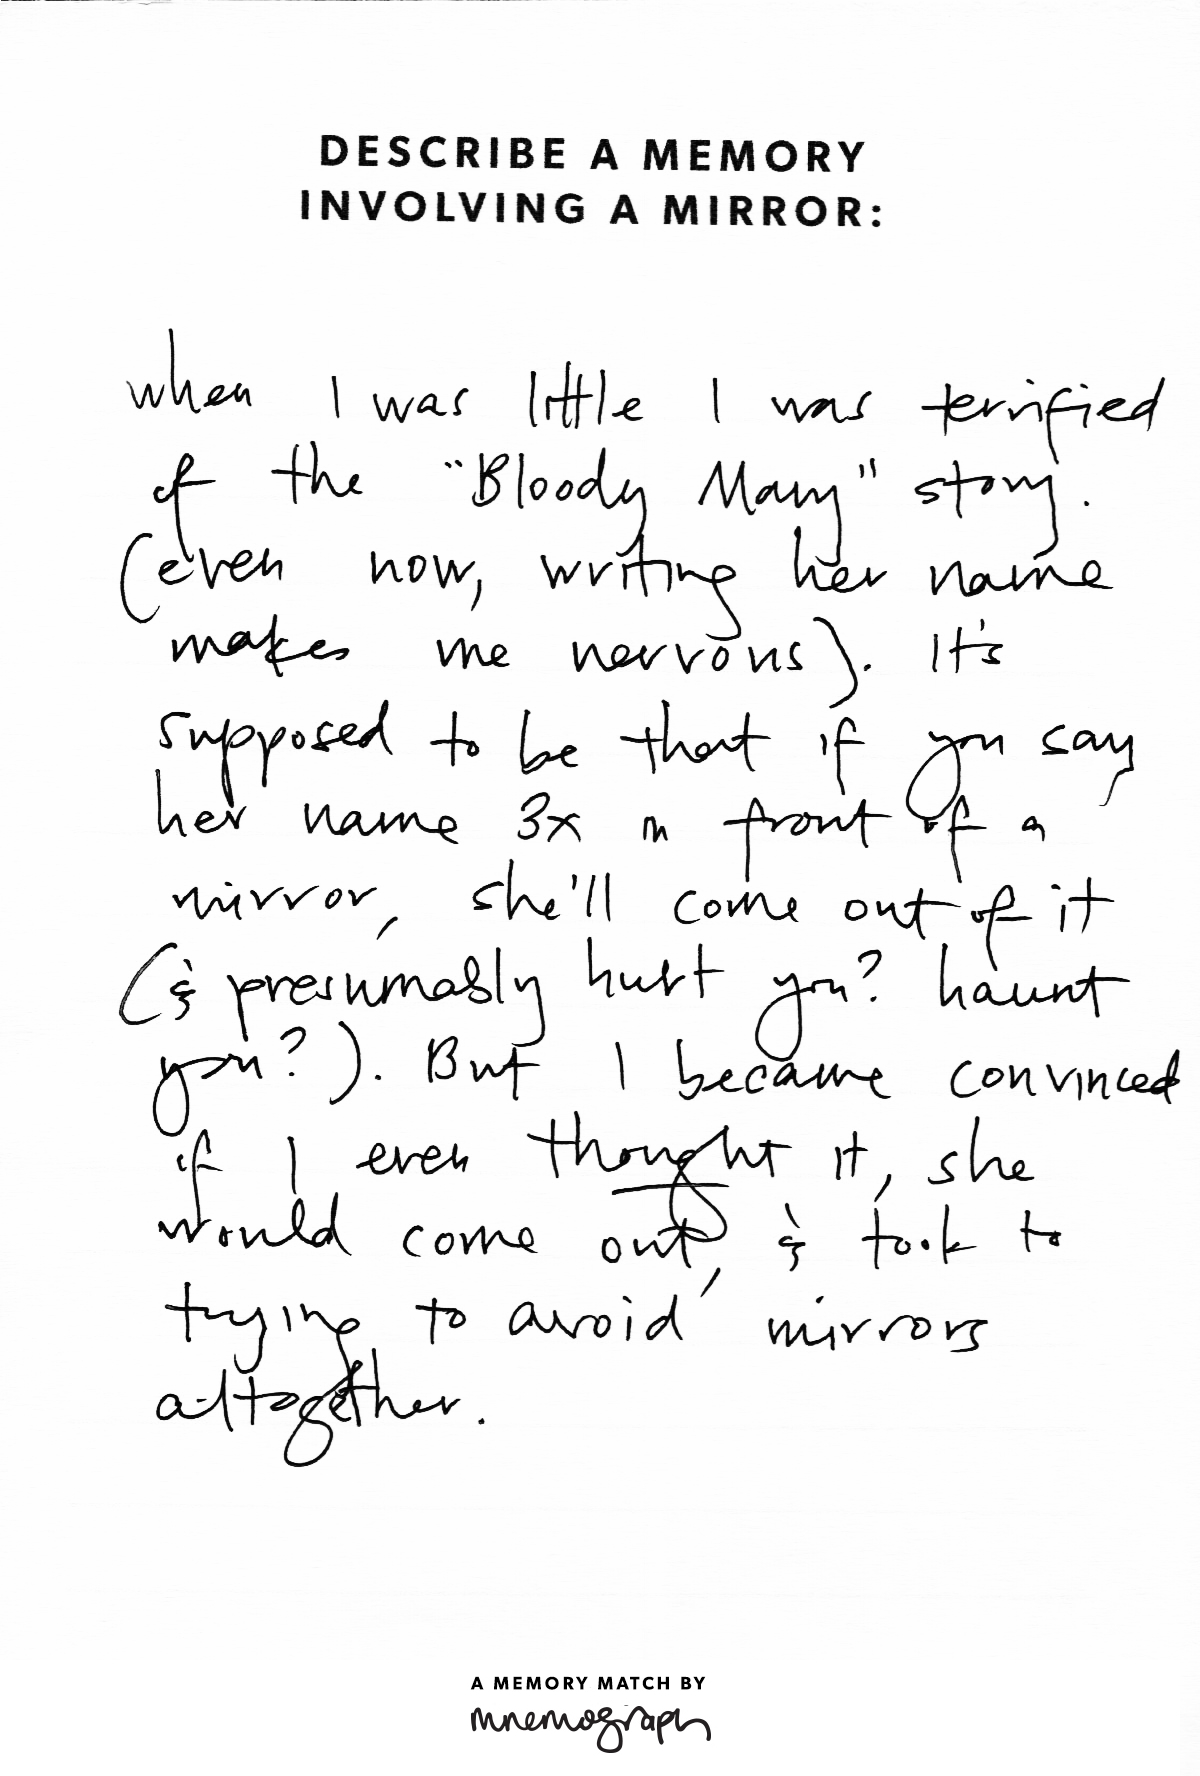 DESCRIBE A MEMORY
INVOLVING A MIRROR:
when I was little I was terrified
of the "Bloody Mary" story.
(even now, writing her name
makes me nervous). It's
supposed to be that if you say
her name 3x in front of a
mirror, she'll come out of it
(& presumably hurt you? haunt
you?). But I became convinced
if I even thought it, she
would come out, & took to
trying to avoid mirrors
altogether.
A MEMORY MATCH BY
mnemograph